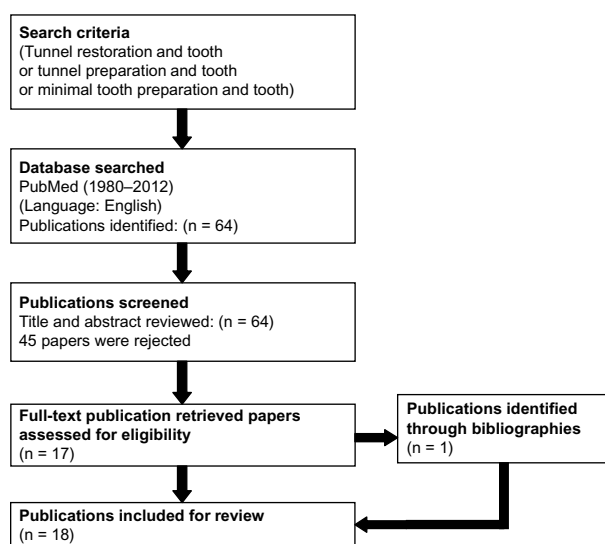 Search criteria
(Tunnel restoration and tooth
or tunnel preparation and tooth
or minimal tooth preparation and tooth)
Database searched
PubMed (1980–2012)
(Language: English)
Publications identified: (n = 64)
Publications screened
Title and abstract reviewed: (n = 64)
45 papers were rejected
Full-text publication retrieved papers
assessed for eligibility
(n = 17)
Publications identified
through bibliographies
(n = 1)
Publications included for review
(n = 18)